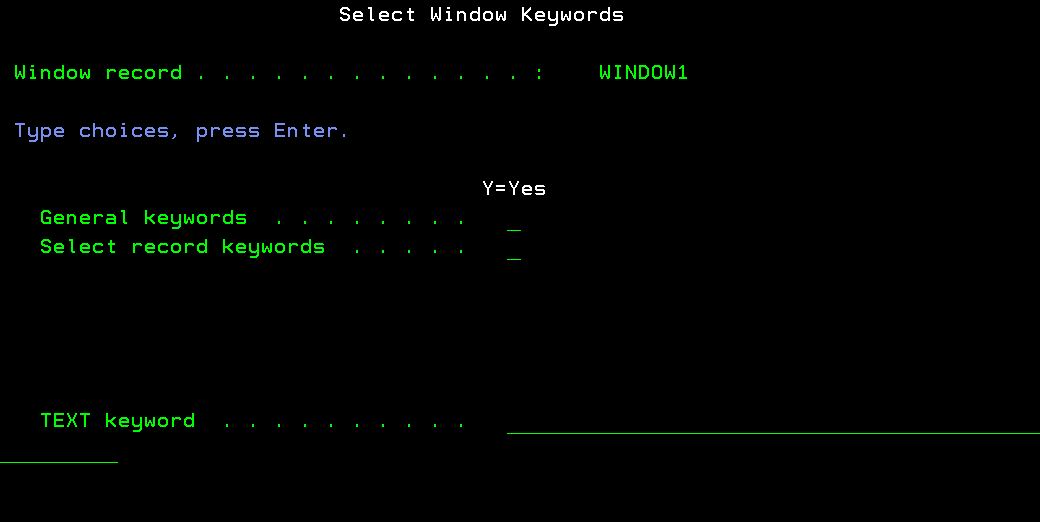 Select Window Keywords
Window record . . . . . . . . . . . . . : WINDOW1
Type choices, press Enter.
Y=Yes
General keywords . . . . . . . . _
Select record keywords . . . . . _
TEXT keyword . . . . . . . . . .